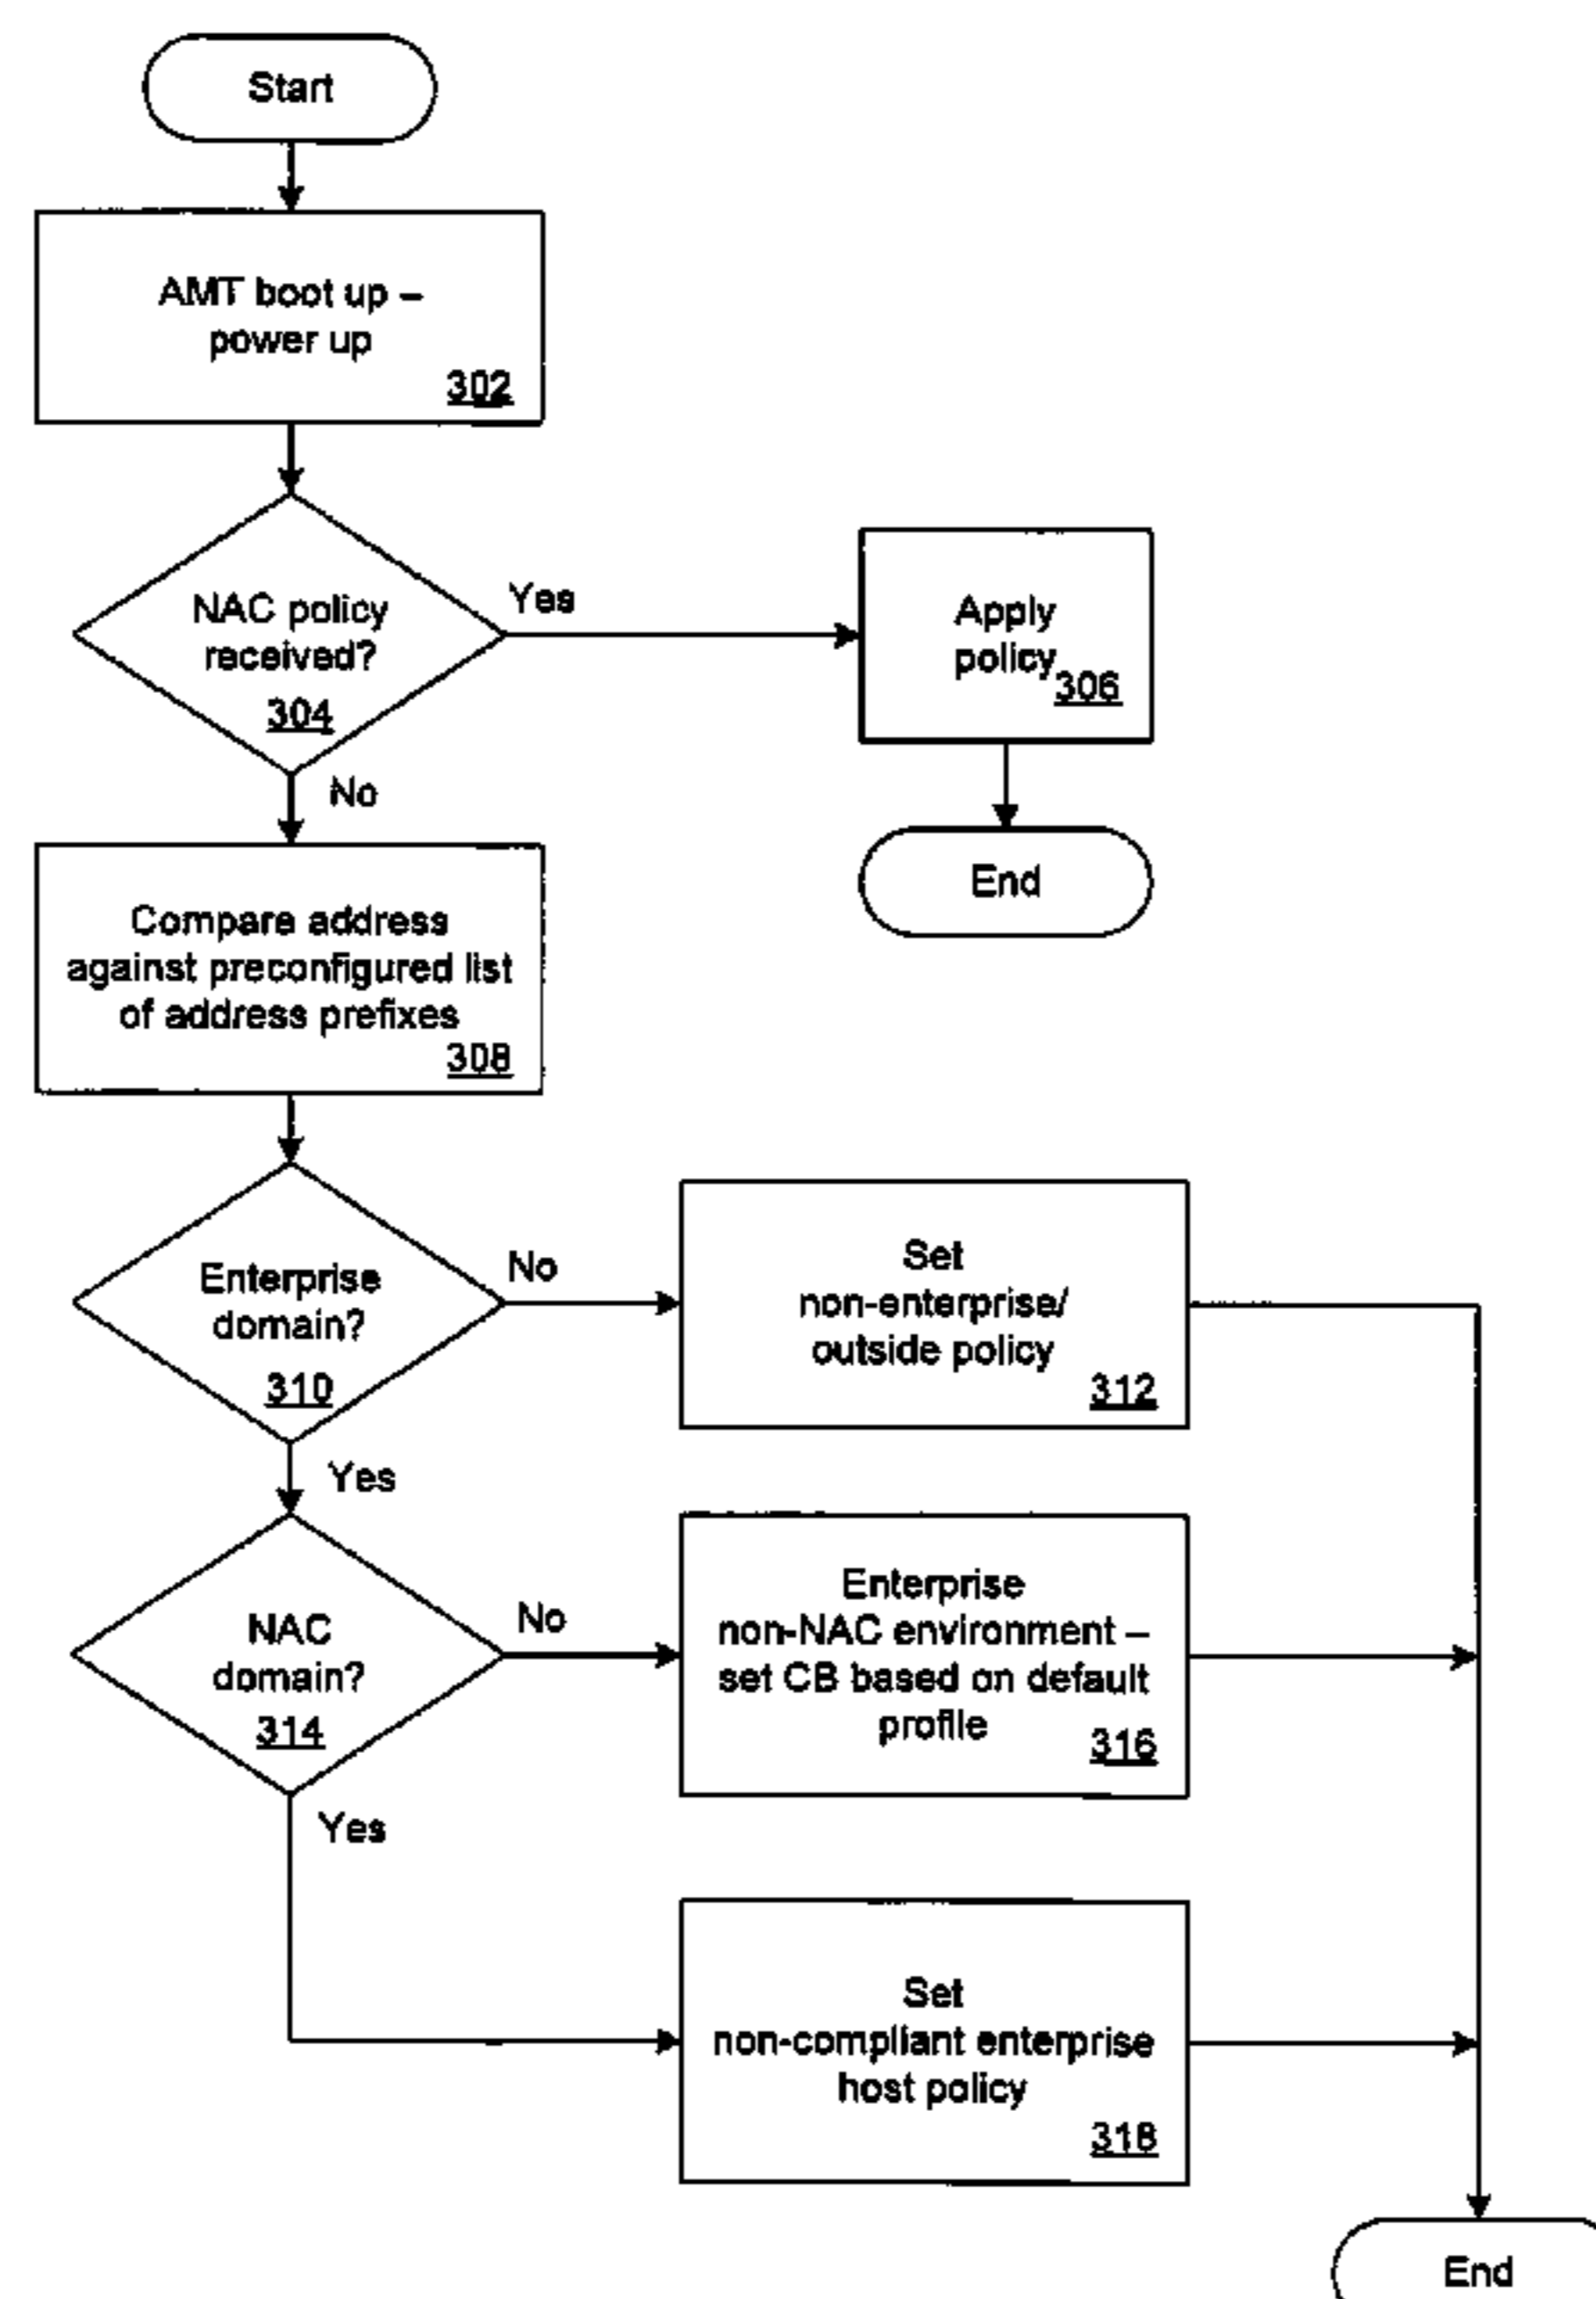 Start
AMT boot up –
power up
302
NAC policy
received?
304
Yes
Apply
policy
306
No
End
Compare address
against preconfigured list
of address prefixes
308
Enterprise
domain?
310
No
Set
non-enterprise/
outside policy
312
Yes
NAC
domain?
314
No
Enterprise
non-NAC environment –
set CB based on default
profile
316
Yes
Set
non-compliant enterprise
host policy
318
End